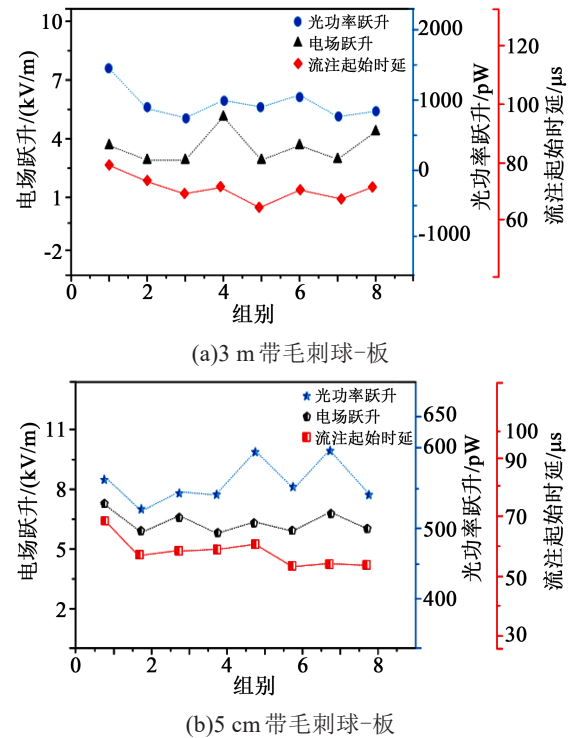 光功率跃升
电场跃升
流注起始时延
电场跃升/(kV/m)
10
7
4
1
-2
光功率跃升/pW
2000
1000
0
-1000
流注起始时延/μs
120
100
80
60
0 2 4 6 8
组别
(a)3 m带毛刺球-板
光功率跃升
电场跃升
流注起始时延
电场跃升/(kV/m)
11
8
5
2
光功率跃升/pW
650
600
500
400
流注起始时延/μs
100
90
70
50
30
0 2 4 6 8
组别
(b)5 cm带毛刺球-板